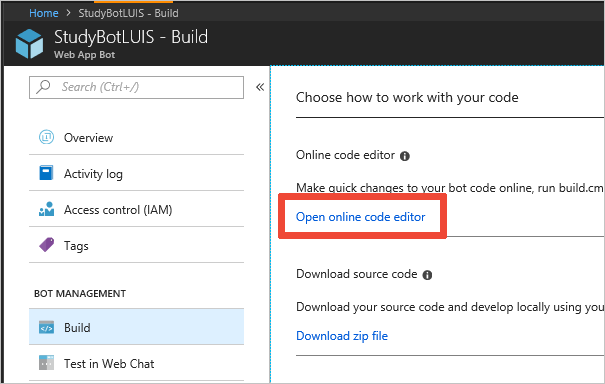 Home > StudyBotLUIS - Build
StudyBotLUIS - Build
Web App Bot
Search (Ctrl+/)
«
Overview
Activity log
Access control (IAM)
Tags
BOT MANAGEMENT
Build
Test in Web Chat
Choose how to work with your code
Online code editor
Make quick changes to your bot code online, run build.cm
Open online code editor
Download source code
Download your source code and develop locally using you
Download zip file